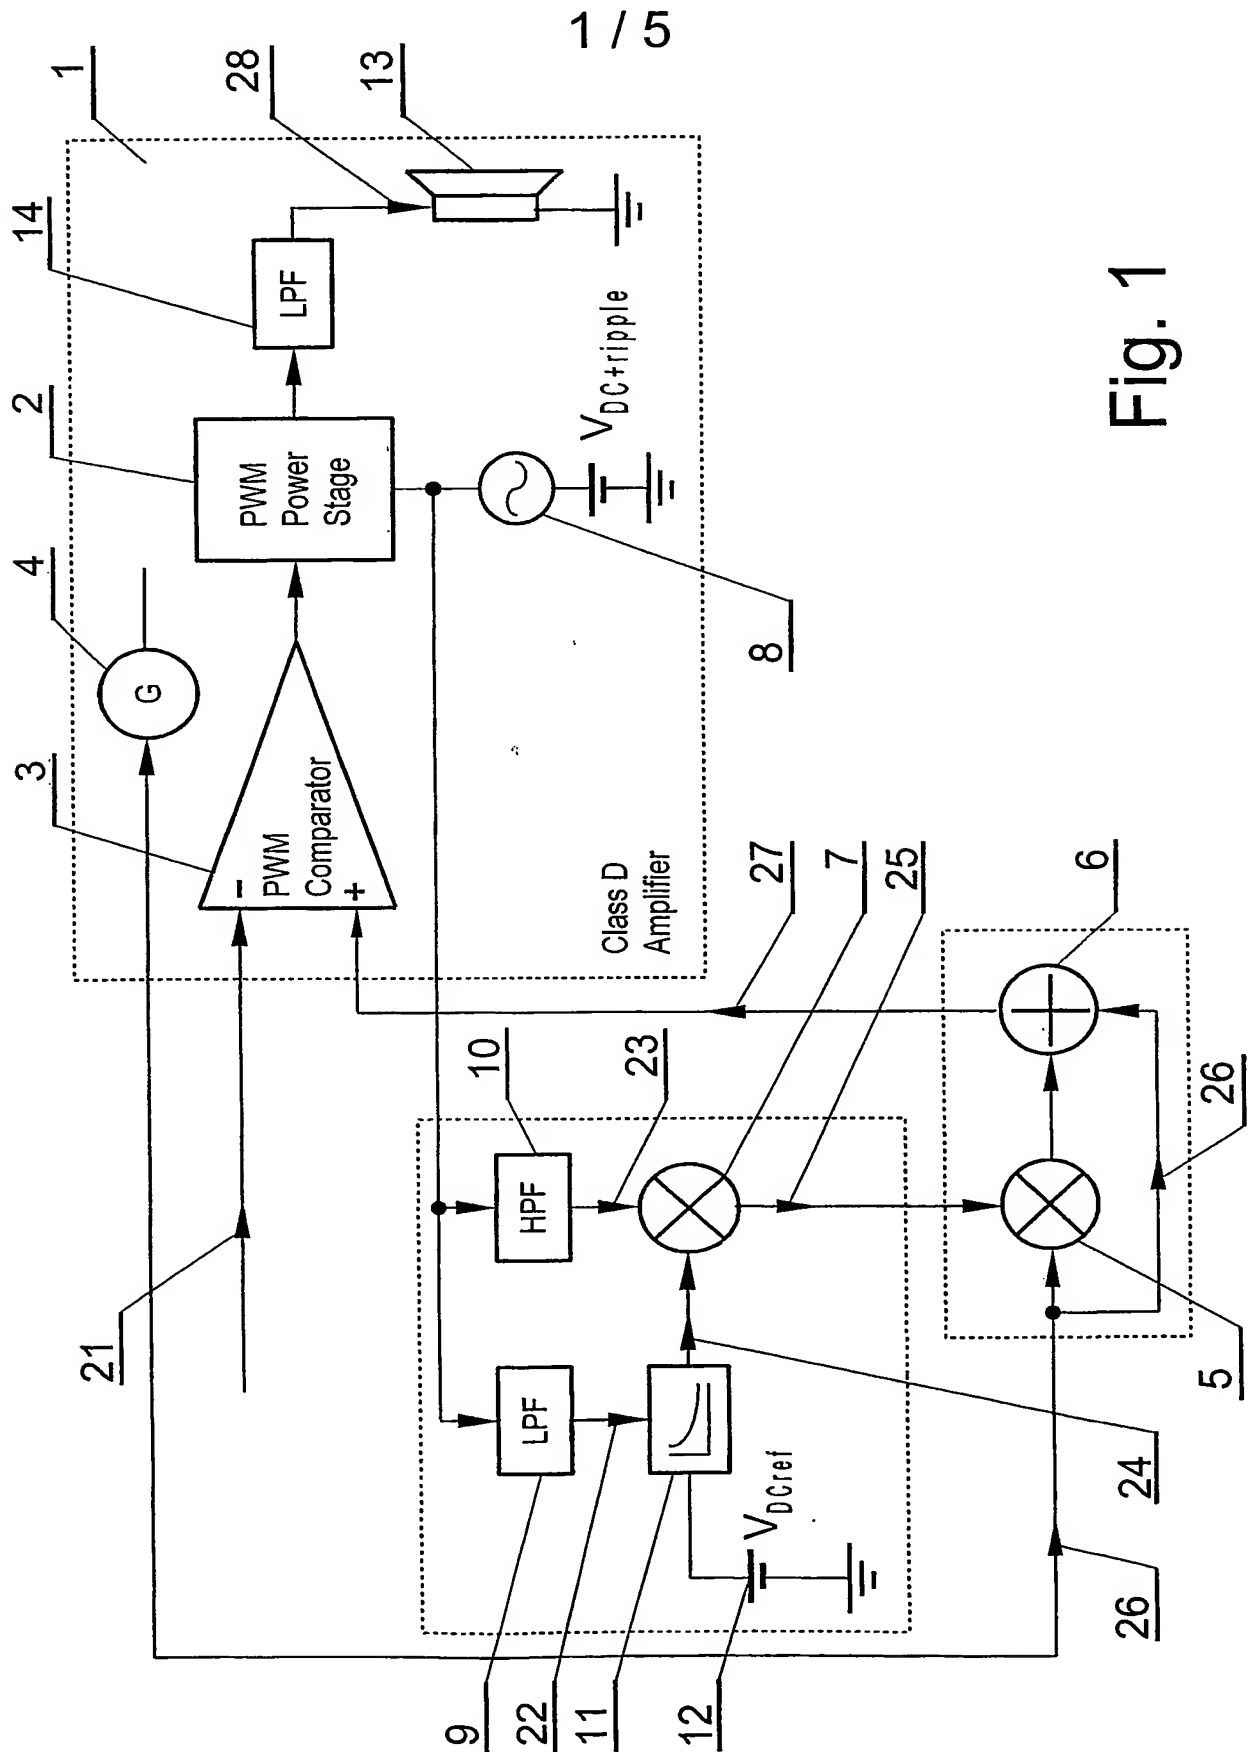 1 / 5
1
28
13
14
LPF
2
PWM
Power
Stage
V DC+ripple
4
G
8
3
-
PWM
Comparator
+
Class D
Amplifier
27
7
25
6
10
HPF
23
26
21
LPF
5
24
V DCref
26
9
22
11
12
Fig. 1